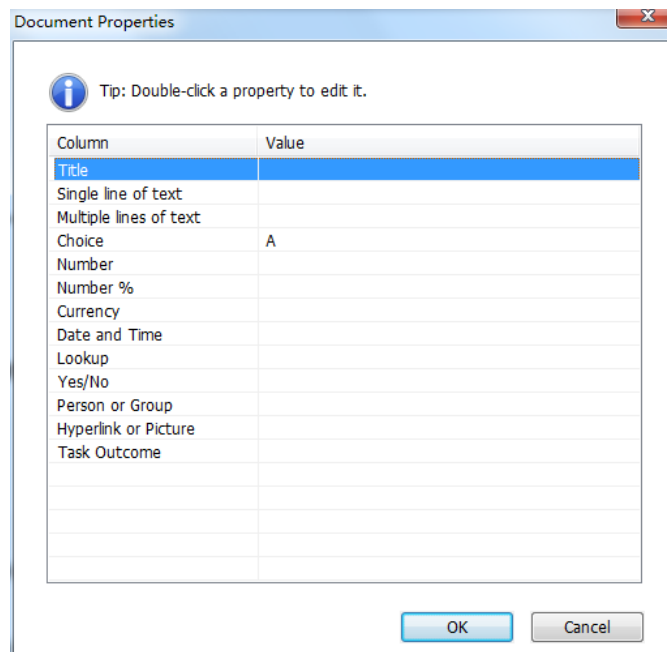 Document Properties
x
Tip: Double-click a property to edit it.
Column Value
Title
Single line of text
Multiple lines of text
Choice A
Number
Number %
Currency
Date and Time
Lookup
Yes/No
Person or Group
Hyperlink or Picture
Task Outcome
OK Cancel